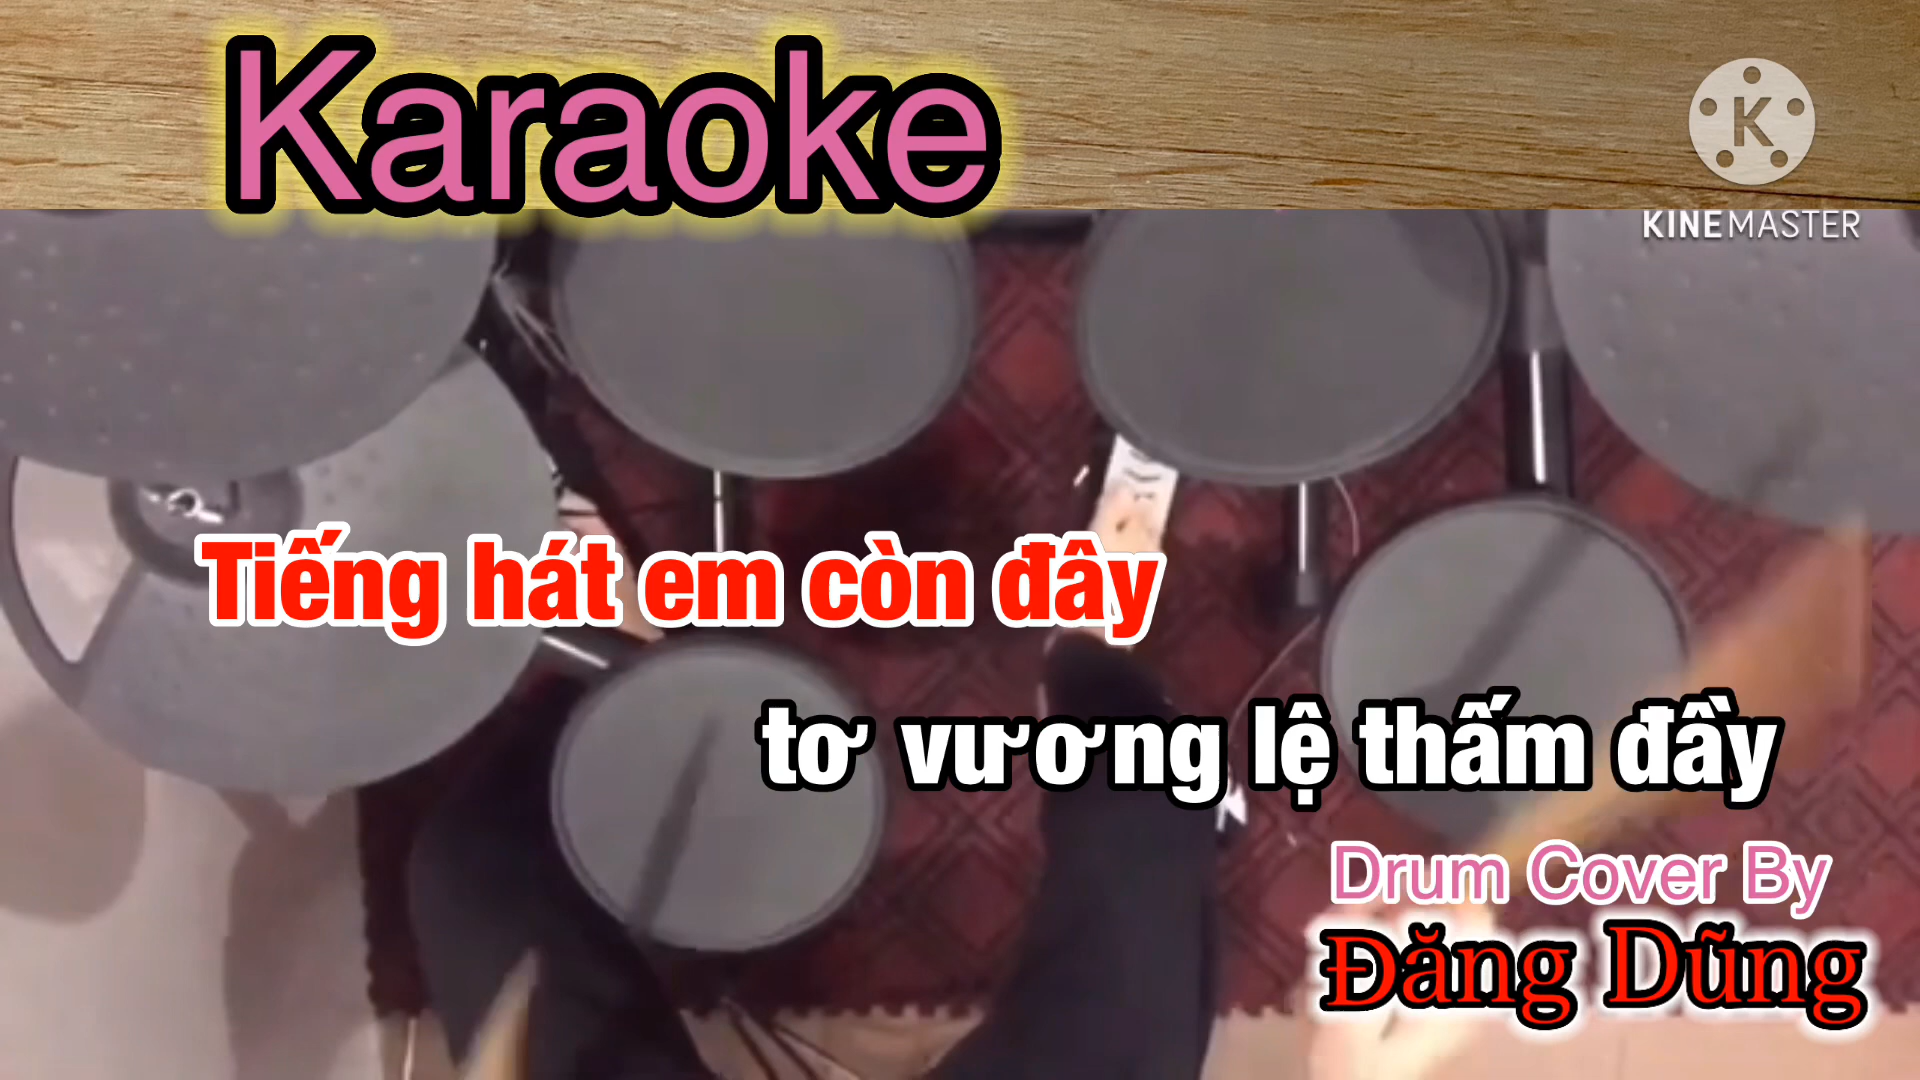 Karaoke
K
KINEMASTER
Tiếng hát em còn đây
tơ vương lệ thấm đầy
Drum Cover By
Đăng Dũng